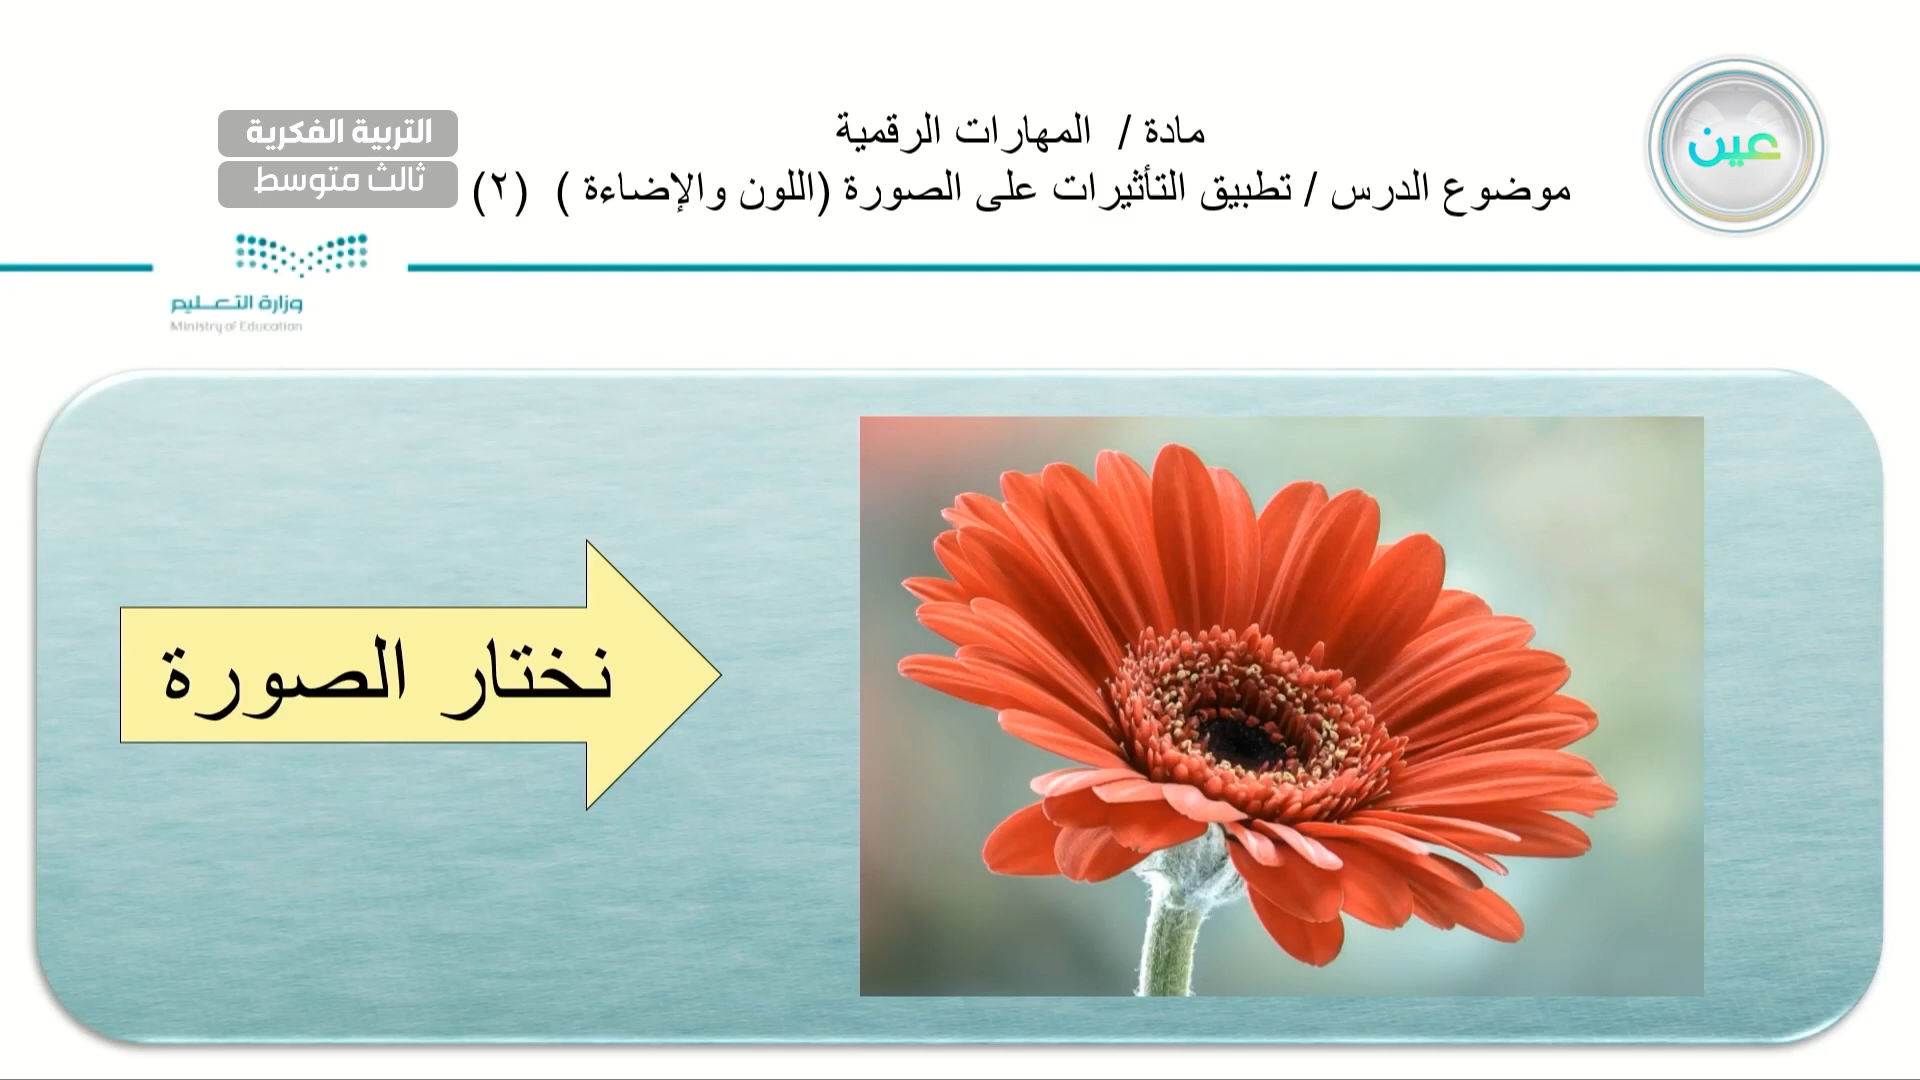 عين
مادة / المهارات الرقمية
موضوع الدرس / تطبيق التأثيرات على الصورة (اللون والإضاءة ) (٢)
التربية الفكرية
ثالث متوسط
وزارة التعليم
Ministry of Education
نختار الصورة